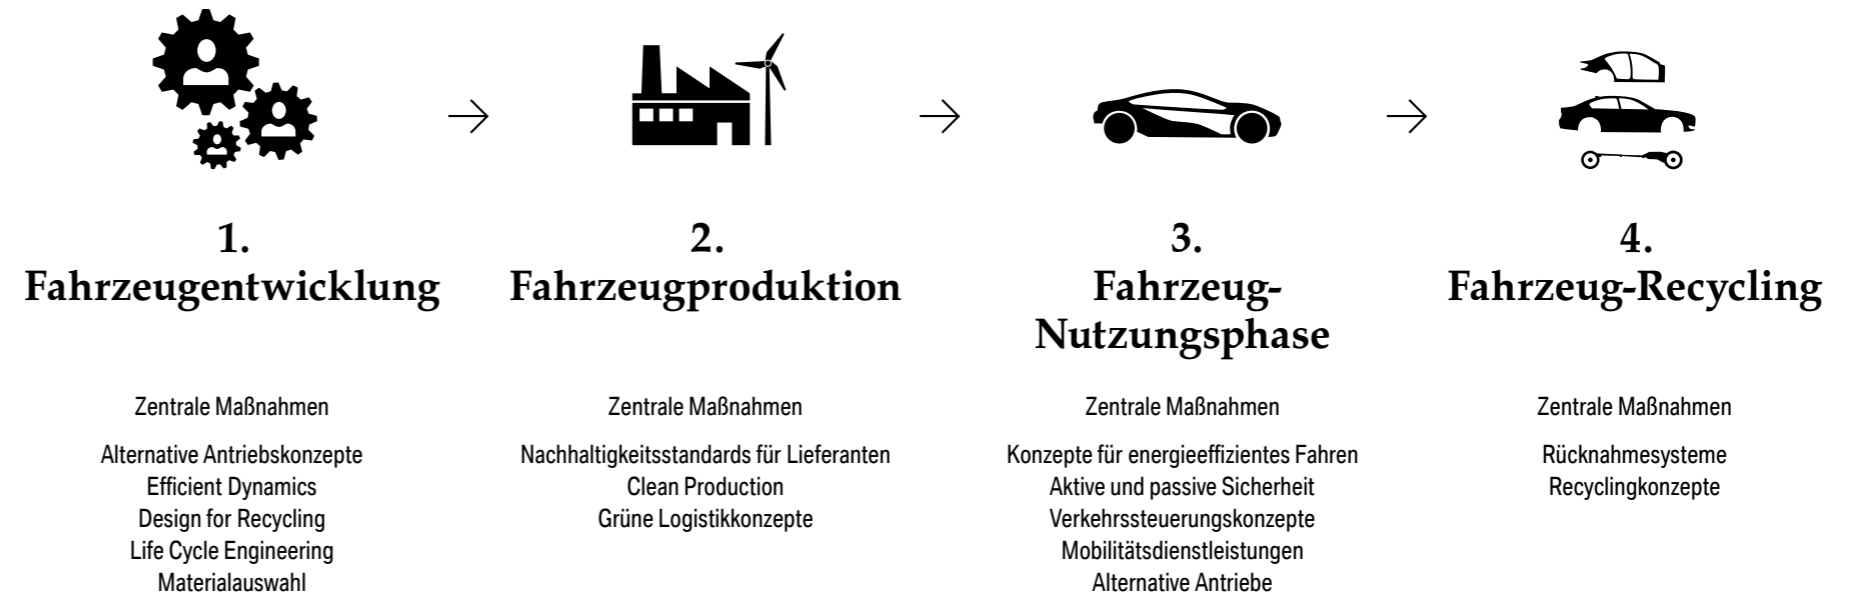 1.
Fahrzeugentwicklung
Zentrale Maßnahmen
Alternative Antriebskonzepte
Efficient Dynamics
Design for Recycling
Life Cycle Engineering
Materialauswahl
2.
Fahrzeugproduktion
Zentrale Maßnahmen
Nachhaltigkeitsstandards für Lieferanten
Clean Production
Grüne Logistikkonzepte
3.
Fahrzeug-
Nutzungsphase
Zentrale Maßnahmen
Konzepte für energieeffizientes Fahren
Aktive und passive Sicherheit
Verkehrssteuerungskonzepte
Mobilitätsdienstleistungen
Alternative Antriebe
4.
Fahrzeug-Recycling
Zentrale Maßnahmen
Rücknahmesysteme
Recyclingkonzepte